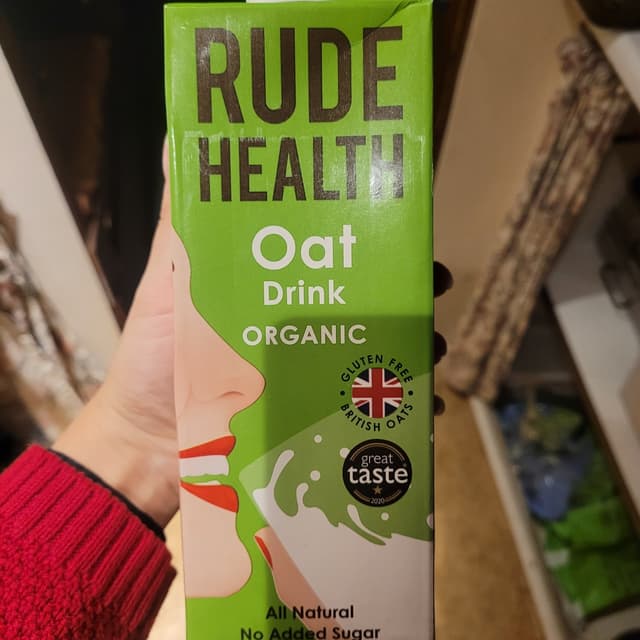 RUDE
HEALTH
Oat
Drink
ORGANIC
GLUTEN FREE
BRITISH OATS
great
taste
2020
All Natural
No Added Sugar